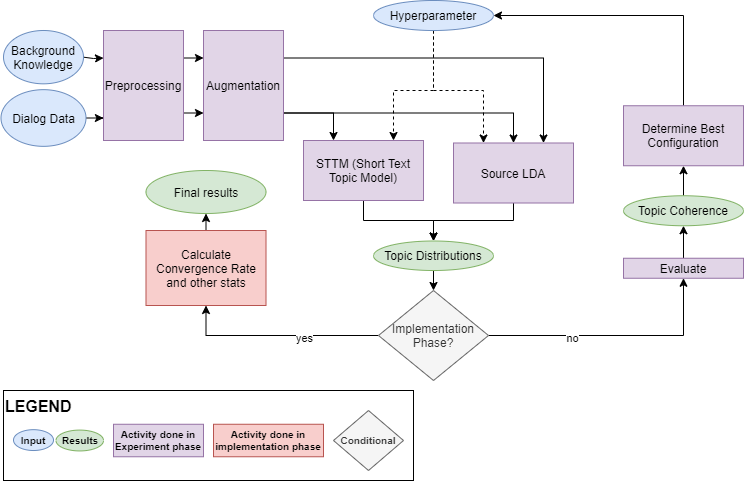 Hyperparameter
Background
Knowledge
Preprocessing
Augmentation
Dialog Data
Determine Best
Configuration
STTM (Short Text
Topic Model)
Source LDA
Final results
Topic Coherence
Calculate
Convergence Rate
and other stats
Topic Distributions
Evaluate
Implementation
Phase?
yes
no
LEGEND
Input
Results
Activity done in
Experiment phase
Activity done in
implementation phase
Conditional